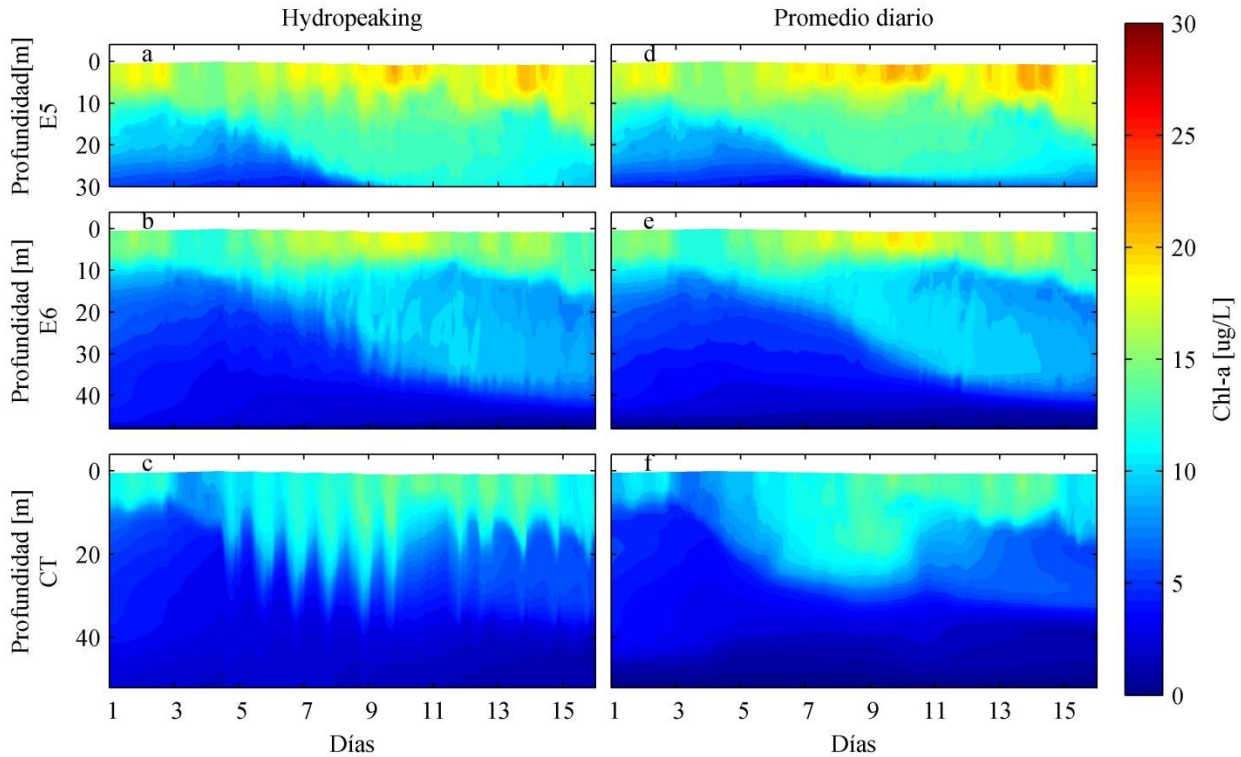 Hydropeaking
Promedio diario
Profundidad[m]
E5
0
10
20
30
a
d
Profundidad [m]
E6
0
10
20
30
40
b
e
Profundidad [m]
CT
0
20
40
c
f
1 3 5 7 9 11 13 15
1 3 5 7 9 11 13 15
Días
Días
30
25
20
15
10
5
0
Chl-a [ug/L]